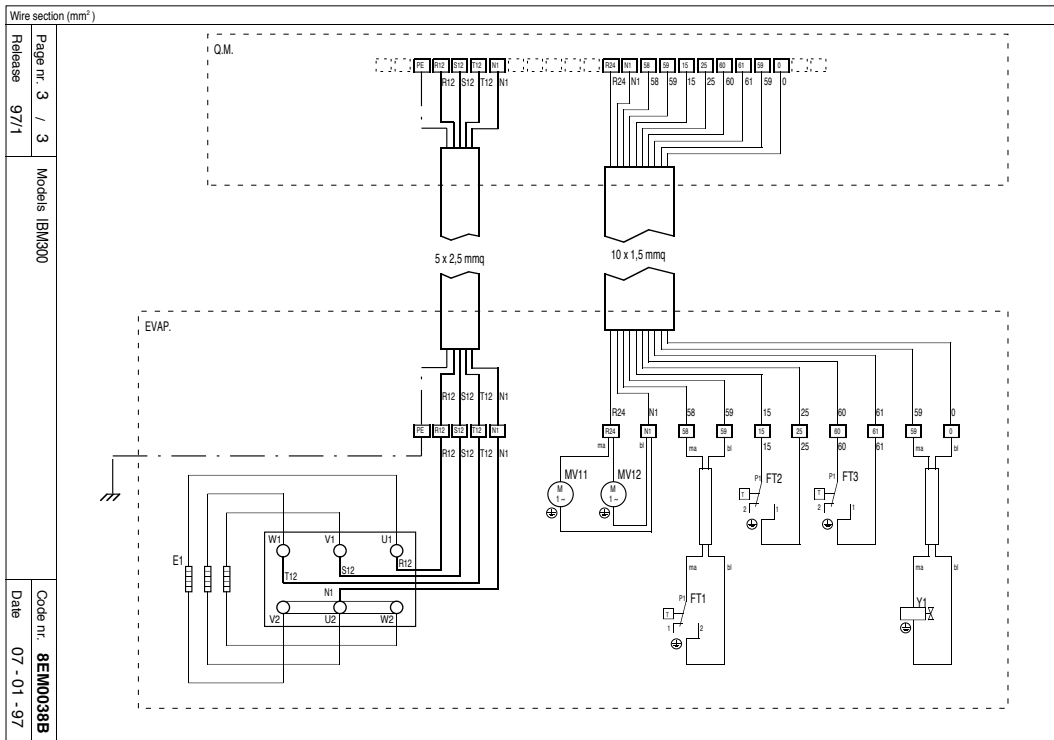 Wire section (mm²)
Page nr. 3 / 3
Release 97/1
Models IBM300
Code nr. 8EM0038B
Date 07 - 01 - 97
Q.M.
PE R12 S12 T12 N1
R12 S12 T12 N1
R24 N1 58 59 15 25 60 61 59 0
R24 N1 58 59 15 25 60 61 59 0
5 x 2,5 mmq
10 x 1,5 mmq
EVAP.
R12 S12 T12 N1
R24 N1 58 59 15 25 60 61 59 0
PE R12 S12 T12 N1
R24 N1 58 59 15 25 60 61 59 0
R12 S12 T12 N1
15 25 60 61
ma bl ma bl ma bl
MV11 MV12 FT2 FT3
M 1 ~
M 1 ~
P1 T 2 1
P1 T 2 1
W1 V1 U1
E1
T12 S12 R12
N1
V2 U2 W2
ma bl ma bl
P1 FT1
T
1 2
Y1